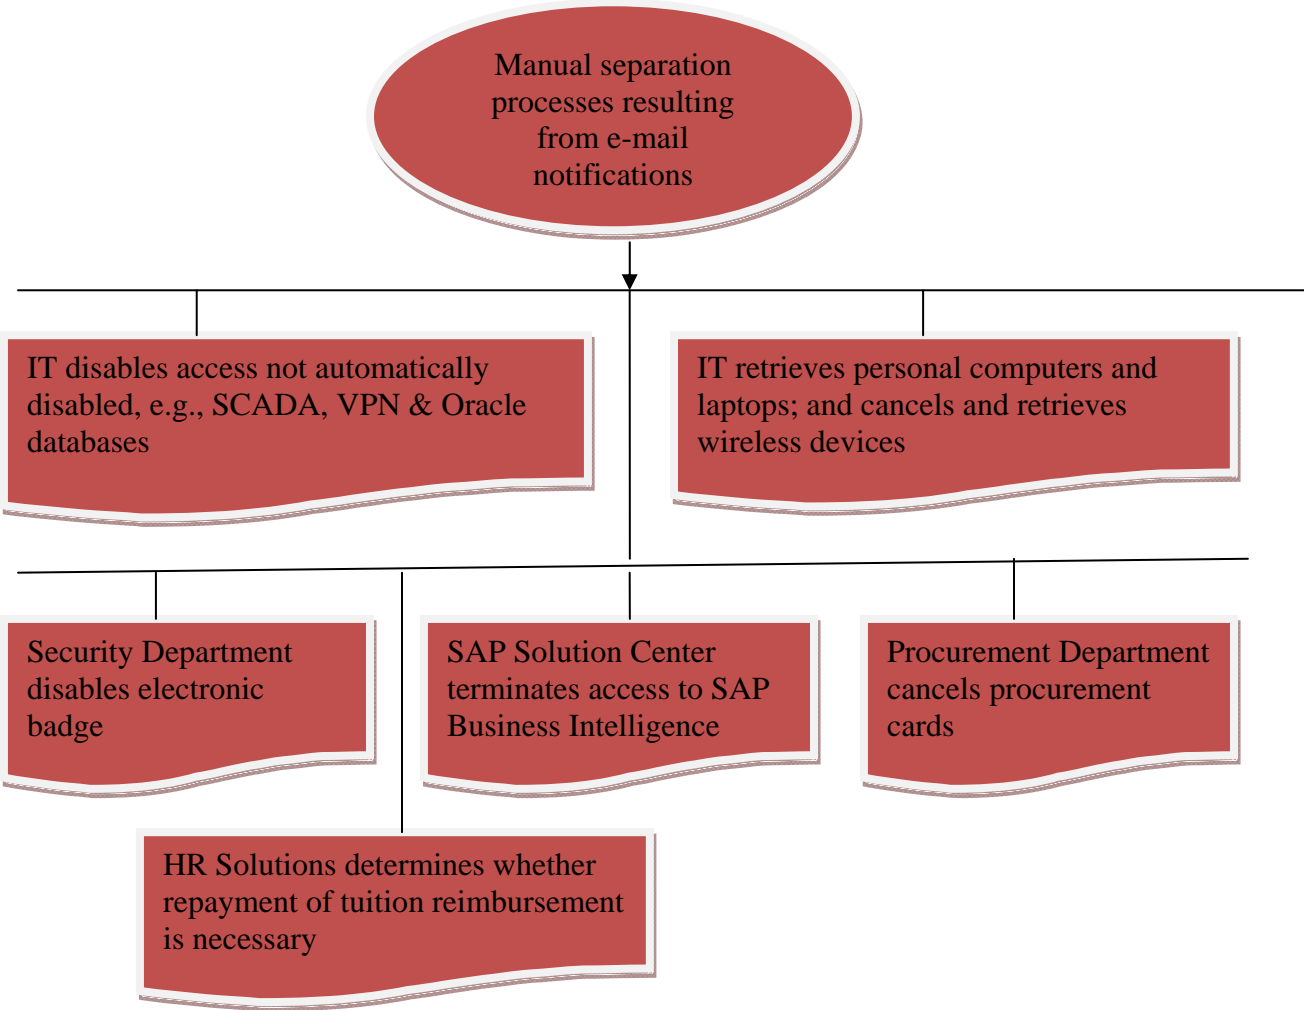 Manual separation
processes resulting
from e-mail
notifications
IT disables access not automatically
disabled, e.g., SCADA, VPN & Oracle
databases
IT retrieves personal computers and
laptops; and cancels and retrieves
wireless devices
Security Department
disables electronic
badge
SAP Solution Center
terminates access to SAP
Business Intelligence
Procurement Department
cancels procurement
cards
HR Solutions determines whether
repayment of tuition reimbursement
is necessary